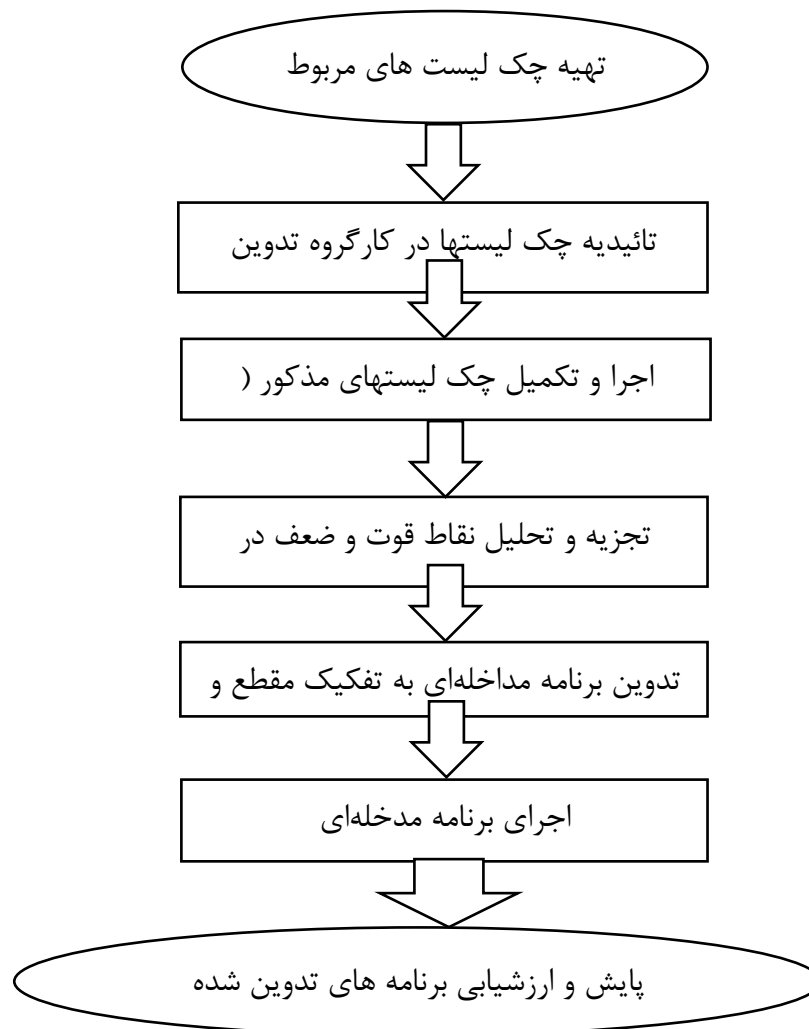 تهیه چک لیست های مربوط
تائیدیه چک لیستها در کارگروه تدوین
اجرا و تکمیل چک لیستهای مذکور (
تجزیه و تحلیل نقاط قوت و ضعف در
تدوین برنامه مداخله‌ای به تفکیک مقطع و
اجرای برنامه مدخله‌ای
پایش و ارزشیابی برنامه های تدوین شده